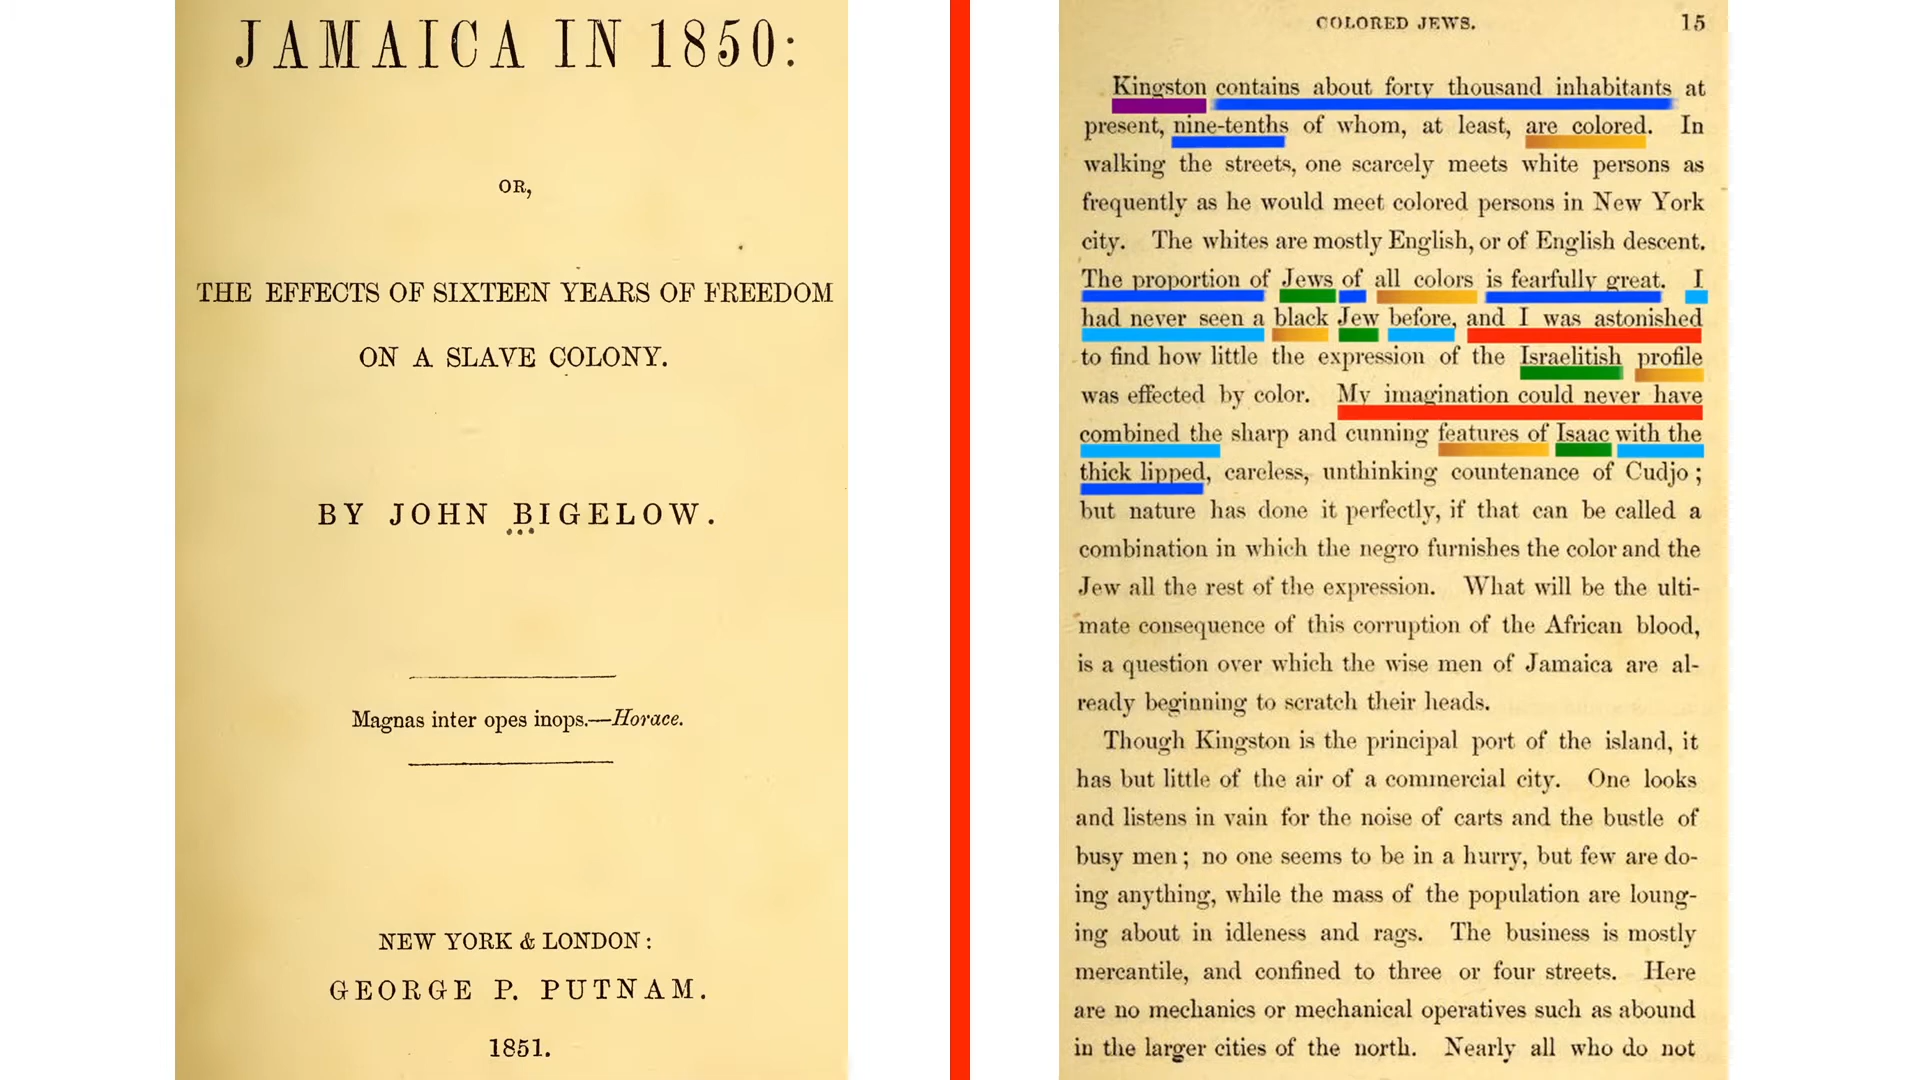 JAMAICA IN 1850:
OR,
THE EFFECTS OF SIXTEEN YEARS OF FREEDOM
ON A SLAVE COLONY.
BY JOHN BIGELOW.
Magnas inter opes inops.—Horace.
NEW YORK & LONDON:
GEORGE P. PUTNAM.
1851.
COLORED JEWS. 15
Kingston contains about forty thousand inhabitants at
present, nine-tenths of whom, at least, are colored. In
walking the streets, one scarcely meets white persons as
frequently as he would meet colored persons in New York
city. The whites are mostly English, or of English descent.
The proportion of Jews of all colors is fearfully great. I
had never seen a black Jew before, and I was astonished
to find how little the expression of the Israelitish profile
was effected by color. My imagination could never have
combined the sharp and cunning features of Isaac with the
thick lipped, careless, unthinking countenance of Cudjo;
but nature has done it perfectly, if that can be called a
combination in which the negro furnishes the color and the
Jew all the rest of the expression. What will be the ulti-
mate consequence of this corruption of the African blood,
is a question over which the wise men of Jamaica are al-
ready beginning to scratch their heads.
Though Kingston is the principal port of the island, it
has but little of the air of a commercial city. One looks
and listens in vain for the noise of carts and the bustle of
busy men; no one seems to be in a hurry, but few are do-
ing anything, while the mass of the population are loung-
ing about in idleness and rags. The business is mostly
mercantile, and confined to three or four streets. Here
are no mechanics or mechanical operatives such as abound
in the larger cities of the north. Nearly all who do not